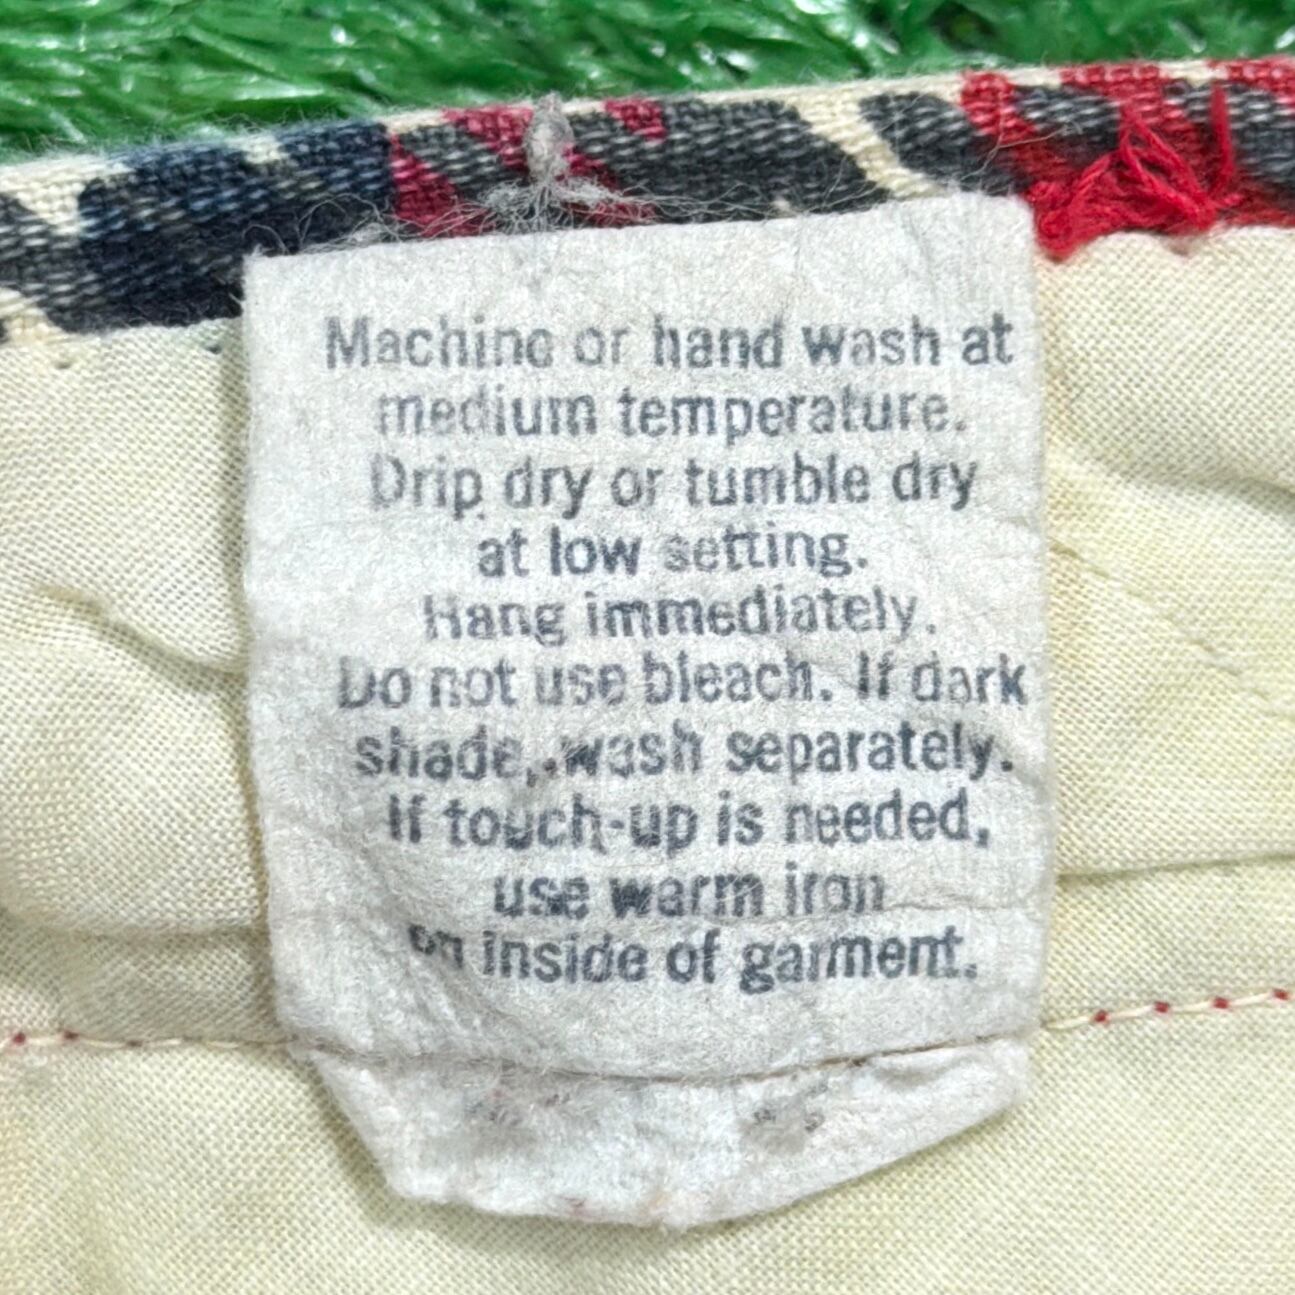 Machine or hand wash at
medium temperature.
Drip dry or tumble dry
at low setting.
Hang immediately.
Do not use bleach. If dark
shade, wash separately.
If touch-up is needed,
use warm iron
on inside of garment.